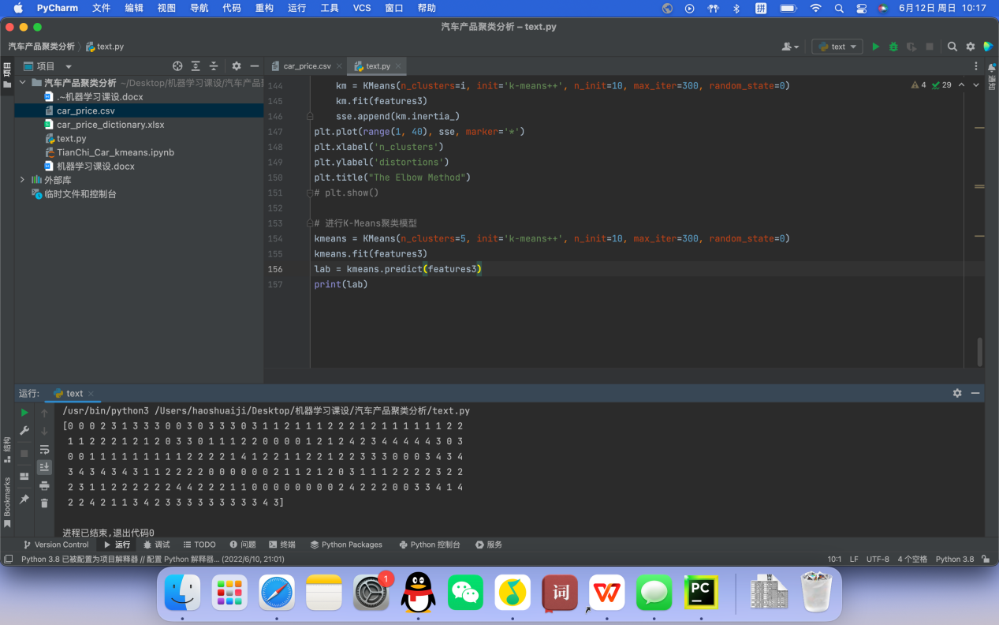 PyCharm 文件 编辑 视图 导航 代码 重构 运行 工具 VCS 窗口 帮助 拼 6月12日 周日 10:17
汽车产品聚类分析 – text.py
汽车产品聚类分析 〉 text.py text
项目 car_price.csv × text.py ×
汽车产品聚类分析 ~/Desktop/机器学习课设/汽车产品
.~机器学习课设.docx
car_price.csv
car_price_dictionary.xlsx
text.py
TianChi_Car_kmeans.ipynb
机器学习课设.docx
外部库
临时文件和控制台
项目
通知
4 29
144 km = KMeans(n_clusters=i, init='k-means++', n_init=10, max_iter=300, random_state=0)
145 km.fit(features3)
146 sse.append(km.inertia_)
147 plt.plot(range(1, 40), sse, marker='*')
148 plt.xlabel('n_clusters')
149 plt.ylabel('distortions')
150 plt.title("The Elbow Method")
151 # plt.show()
152
153 # 进行K-Means聚类模型
154 kmeans = KMeans(n_clusters=5, init='k-means++', n_init=10, max_iter=300, random_state=0)
155 kmeans.fit(features3)
156 lab = kmeans.predict(features3)
157 print(lab)
运行: text ×
/usr/bin/python3 /Users/haoshuaiji/Desktop/机器学习课设/汽车产品聚类分析/text.py
[0 0 0 2 3 1 3 3 3 0 0 3 0 3 3 3 0 3 1 1 2 1 1 1 2 2 2 1 2 1 1 1 1 1 1 2 2
1 1 2 2 2 1 2 1 2 0 3 3 0 1 1 1 2 2 0 0 0 0 1 2 1 2 4 2 3 4 4 4 4 4 3 0 3
0 0 1 1 1 1 1 1 1 1 1 2 2 2 2 1 4 1 2 2 1 1 2 2 1 2 2 3 3 3 0 0 0 3 4 3 4
3 4 3 4 3 4 3 1 1 2 2 2 2 0 0 0 0 0 0 2 1 1 2 1 2 0 3 1 1 1 2 2 2 2 3 2 2
2 3 1 1 2 2 2 2 2 2 4 4 2 2 2 1 1 0 0 0 0 0 0 0 0 2 4 2 2 2 0 0 3 3 4 1 4
2 2 4 2 1 1 3 4 2 3 3 3 3 3 3 3 3 3 4 3]
进程已结束,退出代码0
结构
Bookmarks
Version Control 运行 调试 TODO 问题 终端 Python Packages Python 控制台 服务
Python 3.8 已被配置为项目解释器 // 配置 Python 解释器... (2022/6/10, 21:01) 10:1 LF UTF-8 4 个空格 Python 3.8
1
词
PC